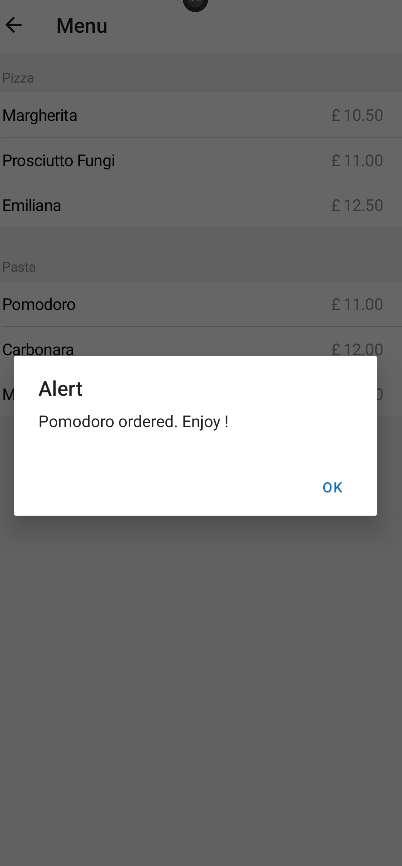 Menu
Pizza
Margherita £ 10.50
Prosciutto Fungi £ 11.00
Emiliana £ 12.50
Pasta
Pomodoro £ 11.00
Carbonara £ 12.00
Alert
Pomodoro ordered. Enjoy !
OK